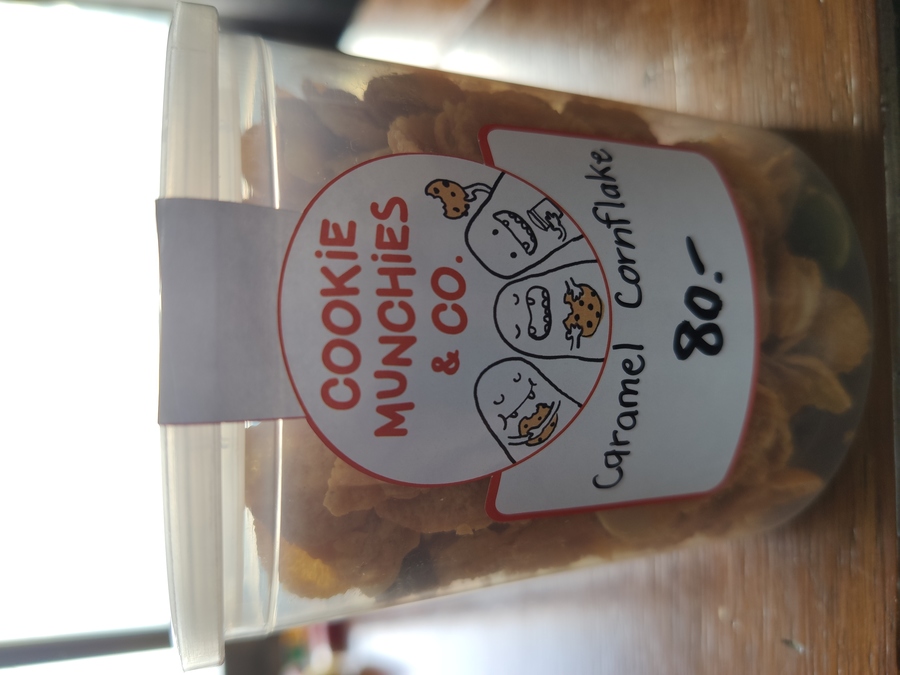 COOKiE
MUNCHiES
& CO.
Caramel Cornflake
80.-